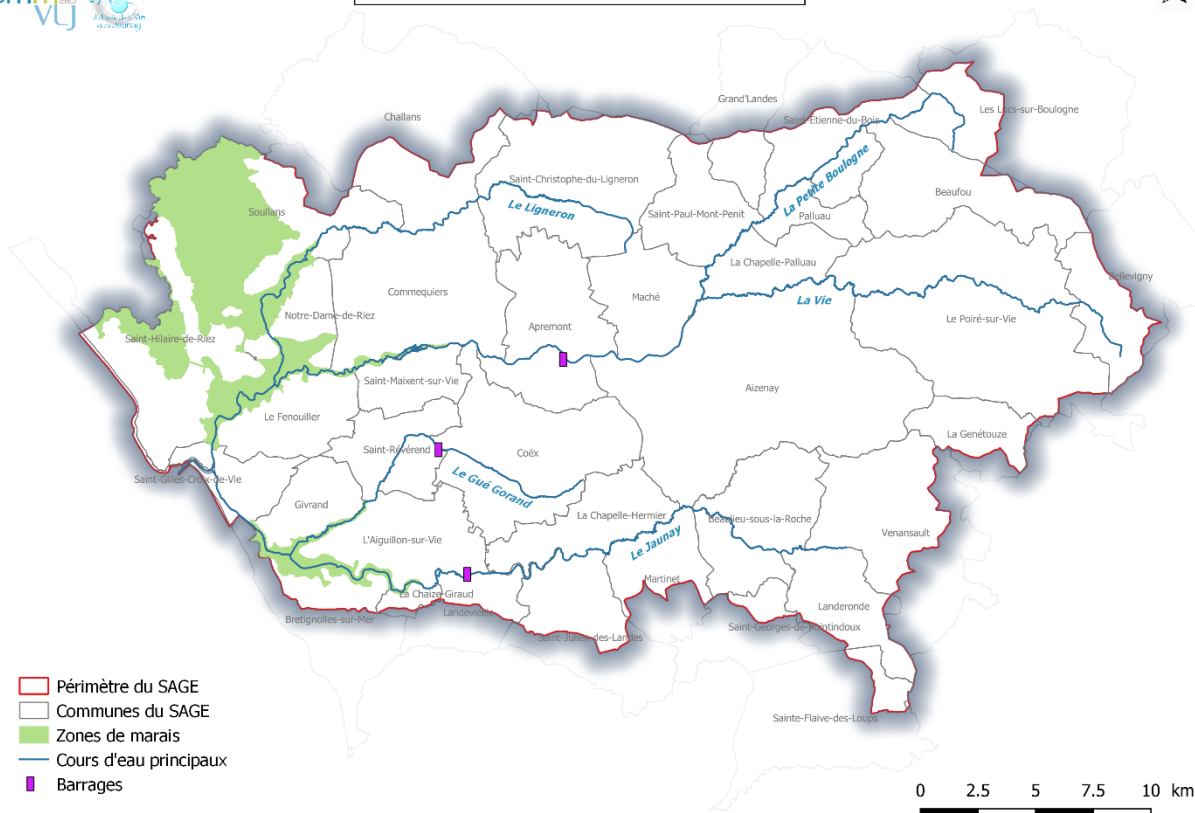 VLJ
Challans
Grand'Landes
Saint-Etienne-du-Bois
Les Lucs-sur-Boulogne
Saint-Christophe-du-Ligneron
La Petite Boulogne
Beaufou
Le Ligneron
Soullans
Saint-Paul-Mont-Penit
Palluau
La Chapelle-Palluau
Bellevigny
Commequiers
Maché
La Vie
Notre-Dame-de-Riez
Le Poiré-sur-Vie
Apremont
Saint-Hilaire-de-Riez
Saint-Maixent-sur-Vie
Aizenay
Le Fenouiller
La Genétouze
Saint-Révérend
Coëx
Saint-Gilles-Croix-de-Vie
Le Gué Gorand
Givrand
La Chapelle-Hermier
Beaulieu-sous-la-Roche
Venansault
L'Aiguillon-sur-Vie
Le Jaunay
Martinet
La Chaize-Giraud
Landeronde
Bretignolles-sur-Mer
Landevieille
Saint-Georges-de-Pointindoux
Saint-Julien-des-Landes
Sainte-Flaive-des-Loups
Périmètre du SAGE
Communes du SAGE
Zones de marais
Cours d'eau principaux
Barrages
0 2.5 5 7.5 10 km